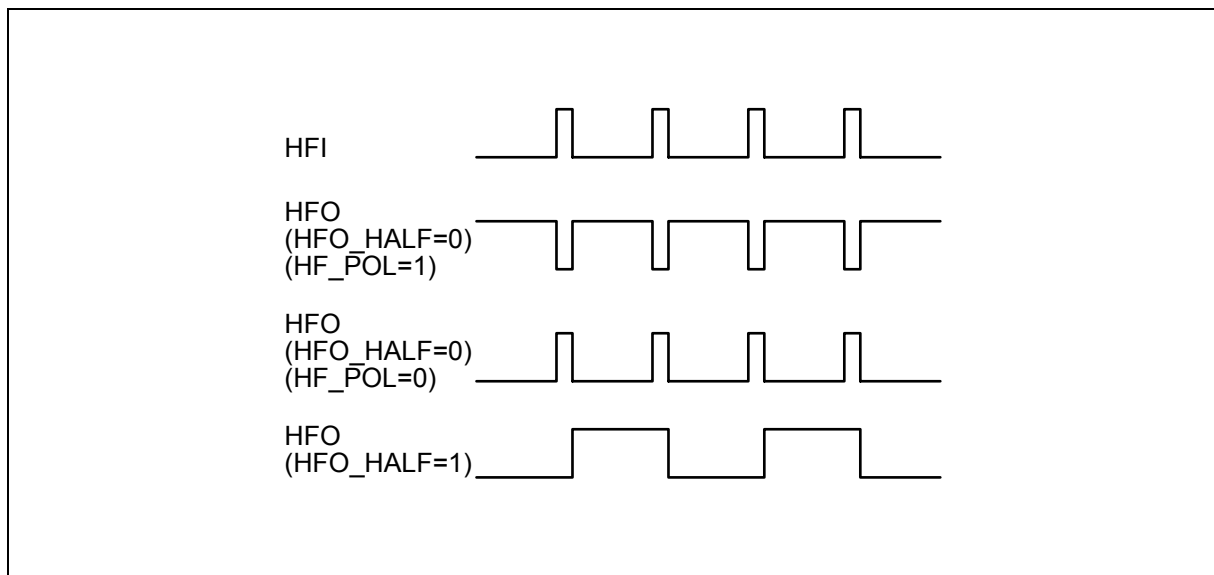 HFI
HFO
(HFO_HALF=0)
(HF_POL=1)
HFO
(HFO_HALF=0)
(HF_POL=0)
HFO
(HFO_HALF=1)